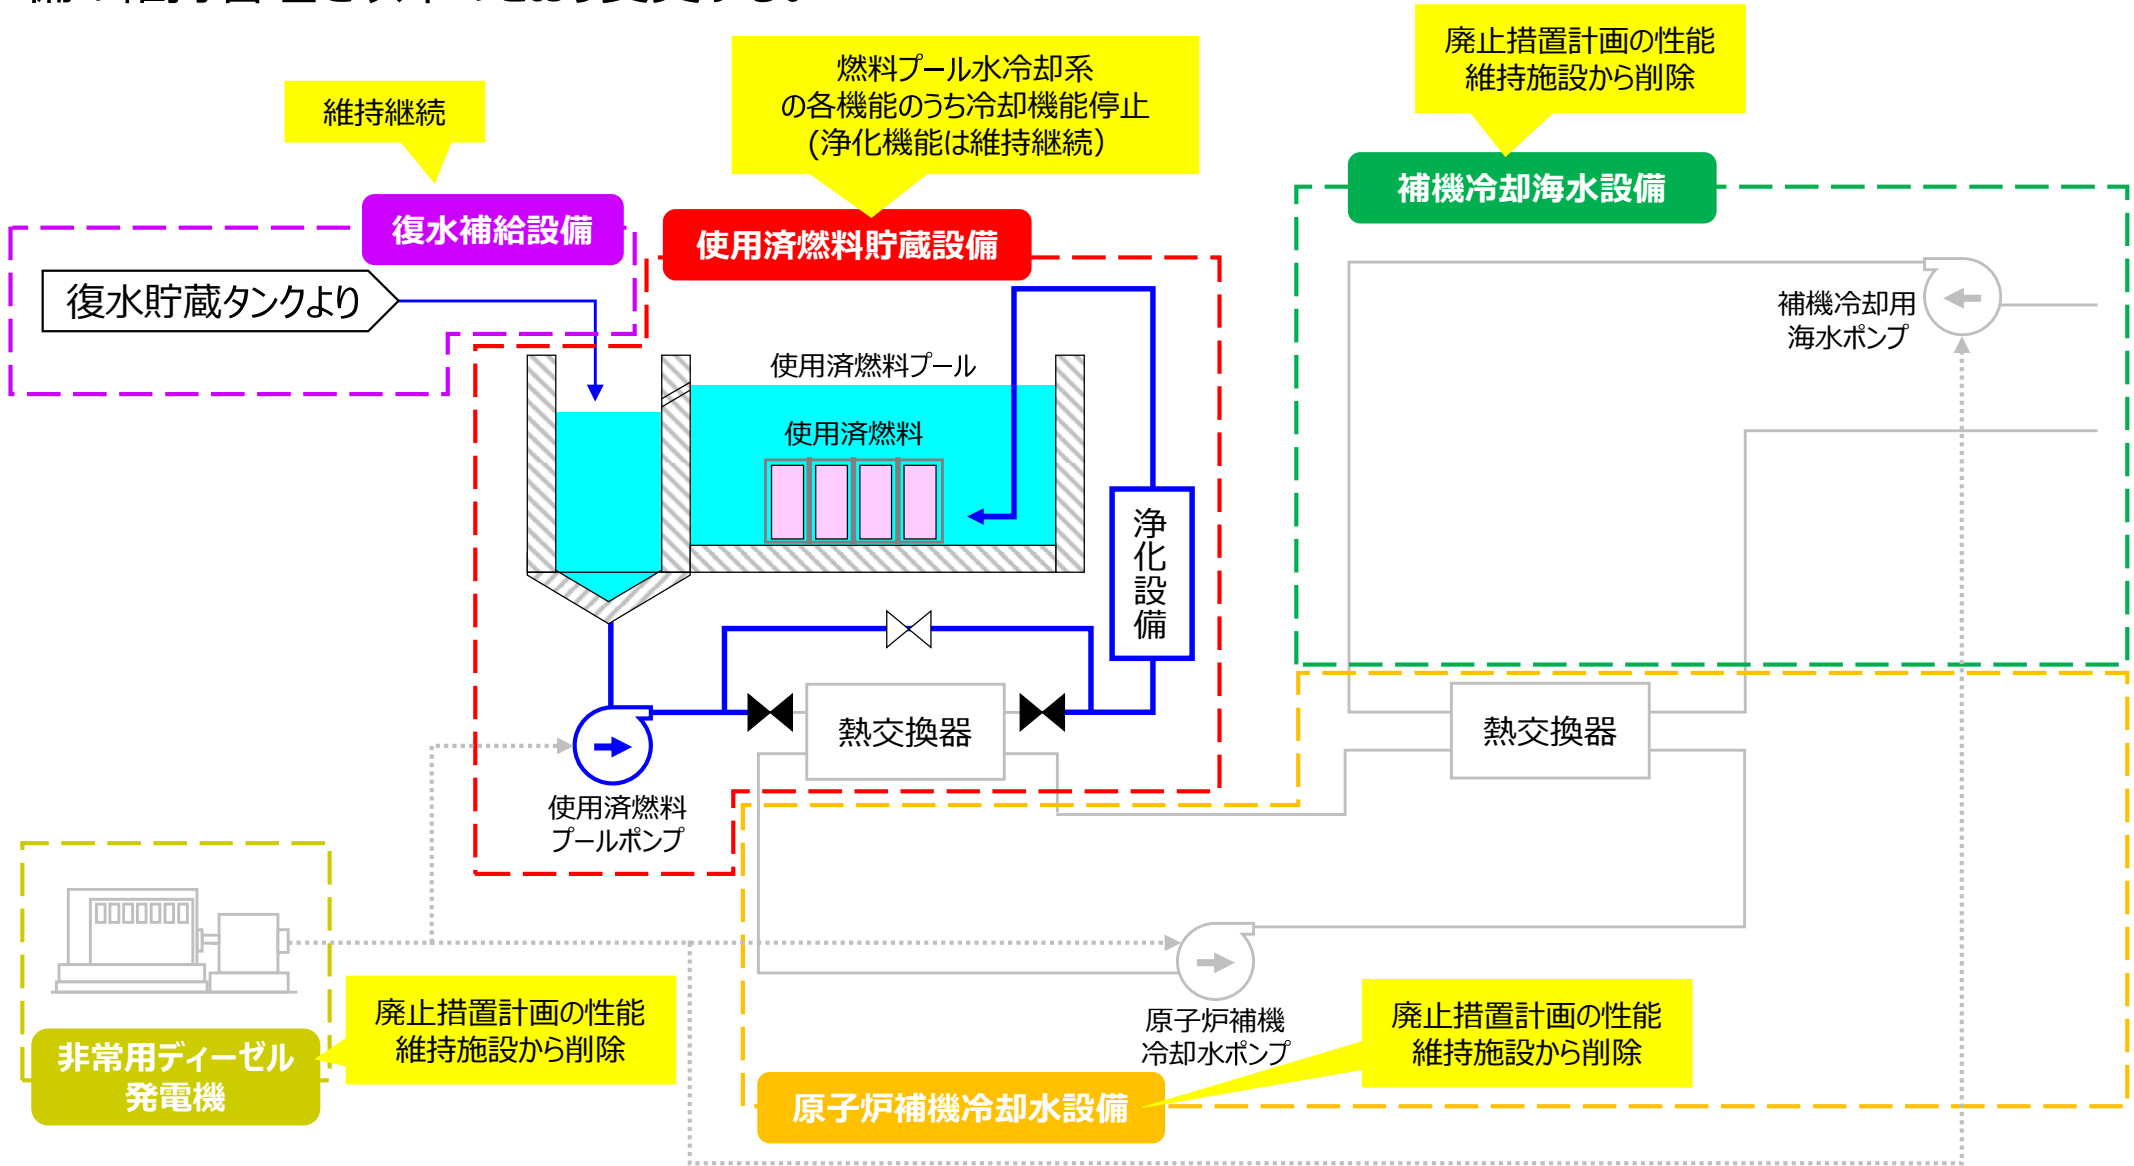 廃止措置計画の性能
維持施設から削除
燃料プール水冷却系
の各機能のうち冷却機能停止
(浄化機能は維持継続)
維持継続
補機冷却海水設備
復水補給設備
使用済燃料貯蔵設備
復水貯蔵タンクより
補機冷却用
海水ポンプ
使用済燃料プール
使用済燃料
浄化設備
熱交換器
熱交換器
使用済燃料
プールポンプ
廃止措置計画の性能
維持施設から削除
原子炉補機
冷却水ポンプ
廃止措置計画の性能
維持施設から削除
非常用ディーゼル
発電機
原子炉補機冷却水設備